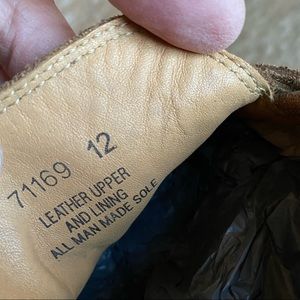 71169 12
LEATHER UPPER
AND LINING
ALL MAN MADE SOLE